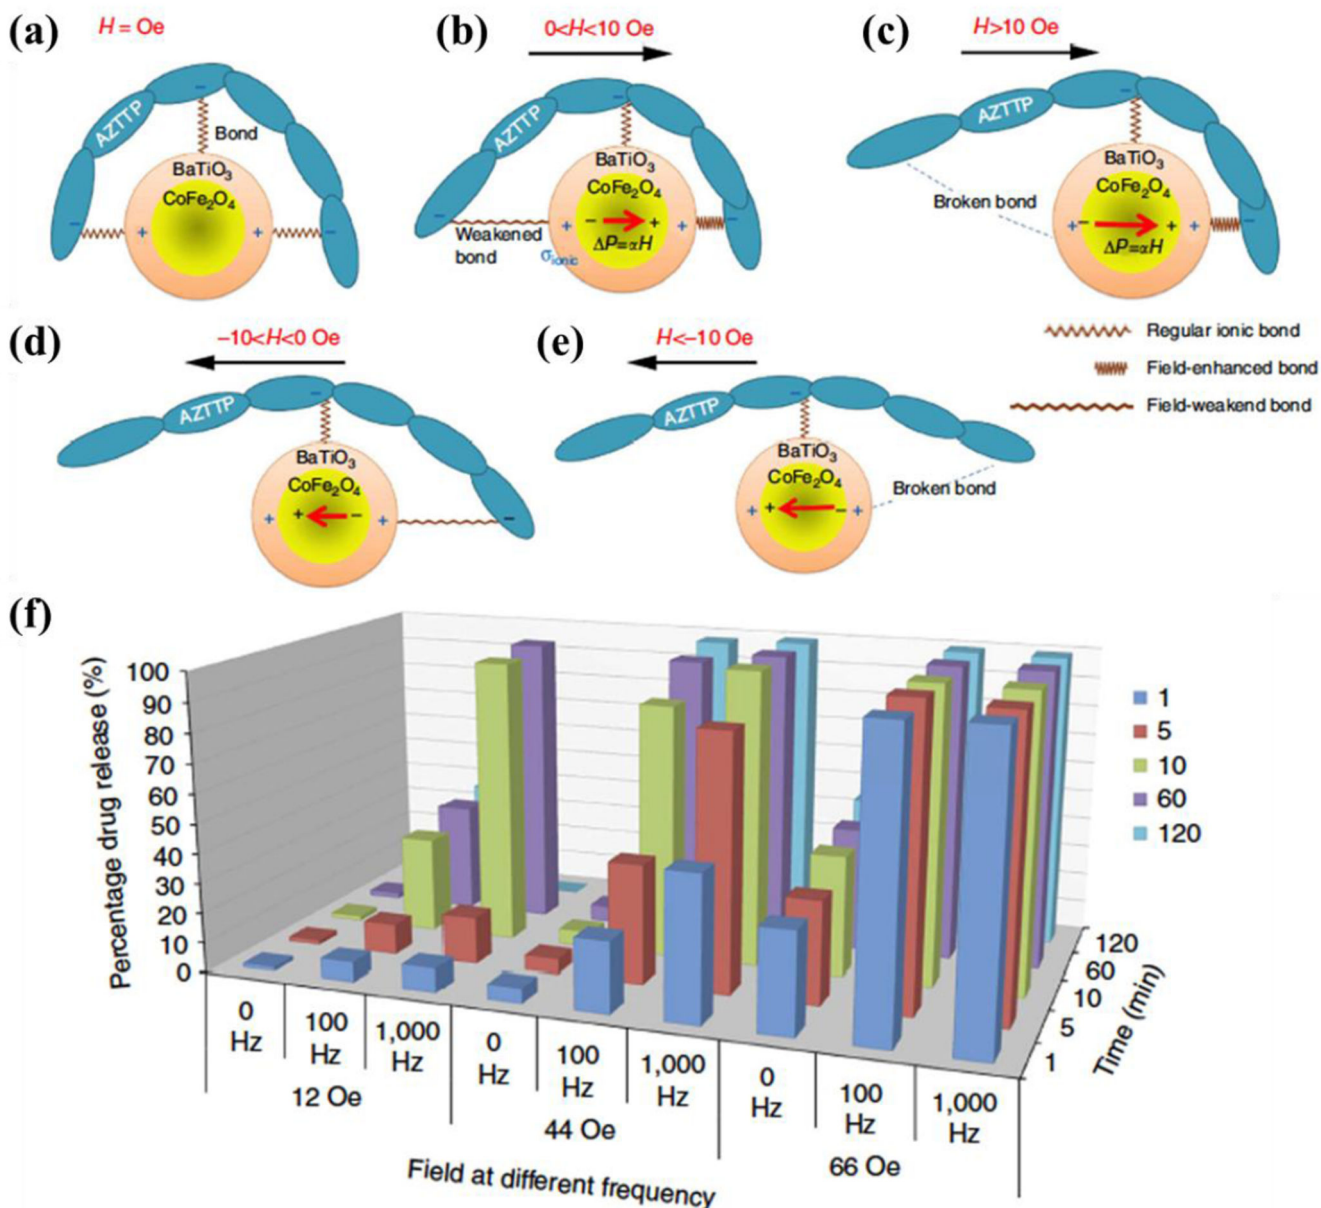 (a)
H = Oe
AZTTP
−
Bond
BaTiO3
CoFe2O4
−
+
+
−
(b)
0<H<10 Oe
AZTTP
−
BaTiO3
CoFe2O4
−
Weakened
bond
σionic
+
−
+
+
−
ΔP=αH
(c)
H>10 Oe
AZTTP
−
BaTiO3
CoFe2O4
Broken bond
+
−
+
+
−
ΔP=αH
(d)
−10<H<0 Oe
AZTTP
−
BaTiO3
CoFe2O4
+
+
−
+
−
(e)
H<−10 Oe
AZTTP
−
BaTiO3
CoFe2O4
+
+
−
+
Broken bond
Regular ionic bond
Field-enhanced bond
Field-weakend bond
(f)
Percentage drug release (%)
100
90
80
70
60
50
40
30
20
10
0
0
Hz
100
Hz
1,000
Hz
0
Hz
100
Hz
1,000
Hz
0
Hz
100
Hz
1,000
Hz
12 Oe
44 Oe
66 Oe
Field at different frequency
120
60
10
5
1
Time (min)
1
5
10
60
120